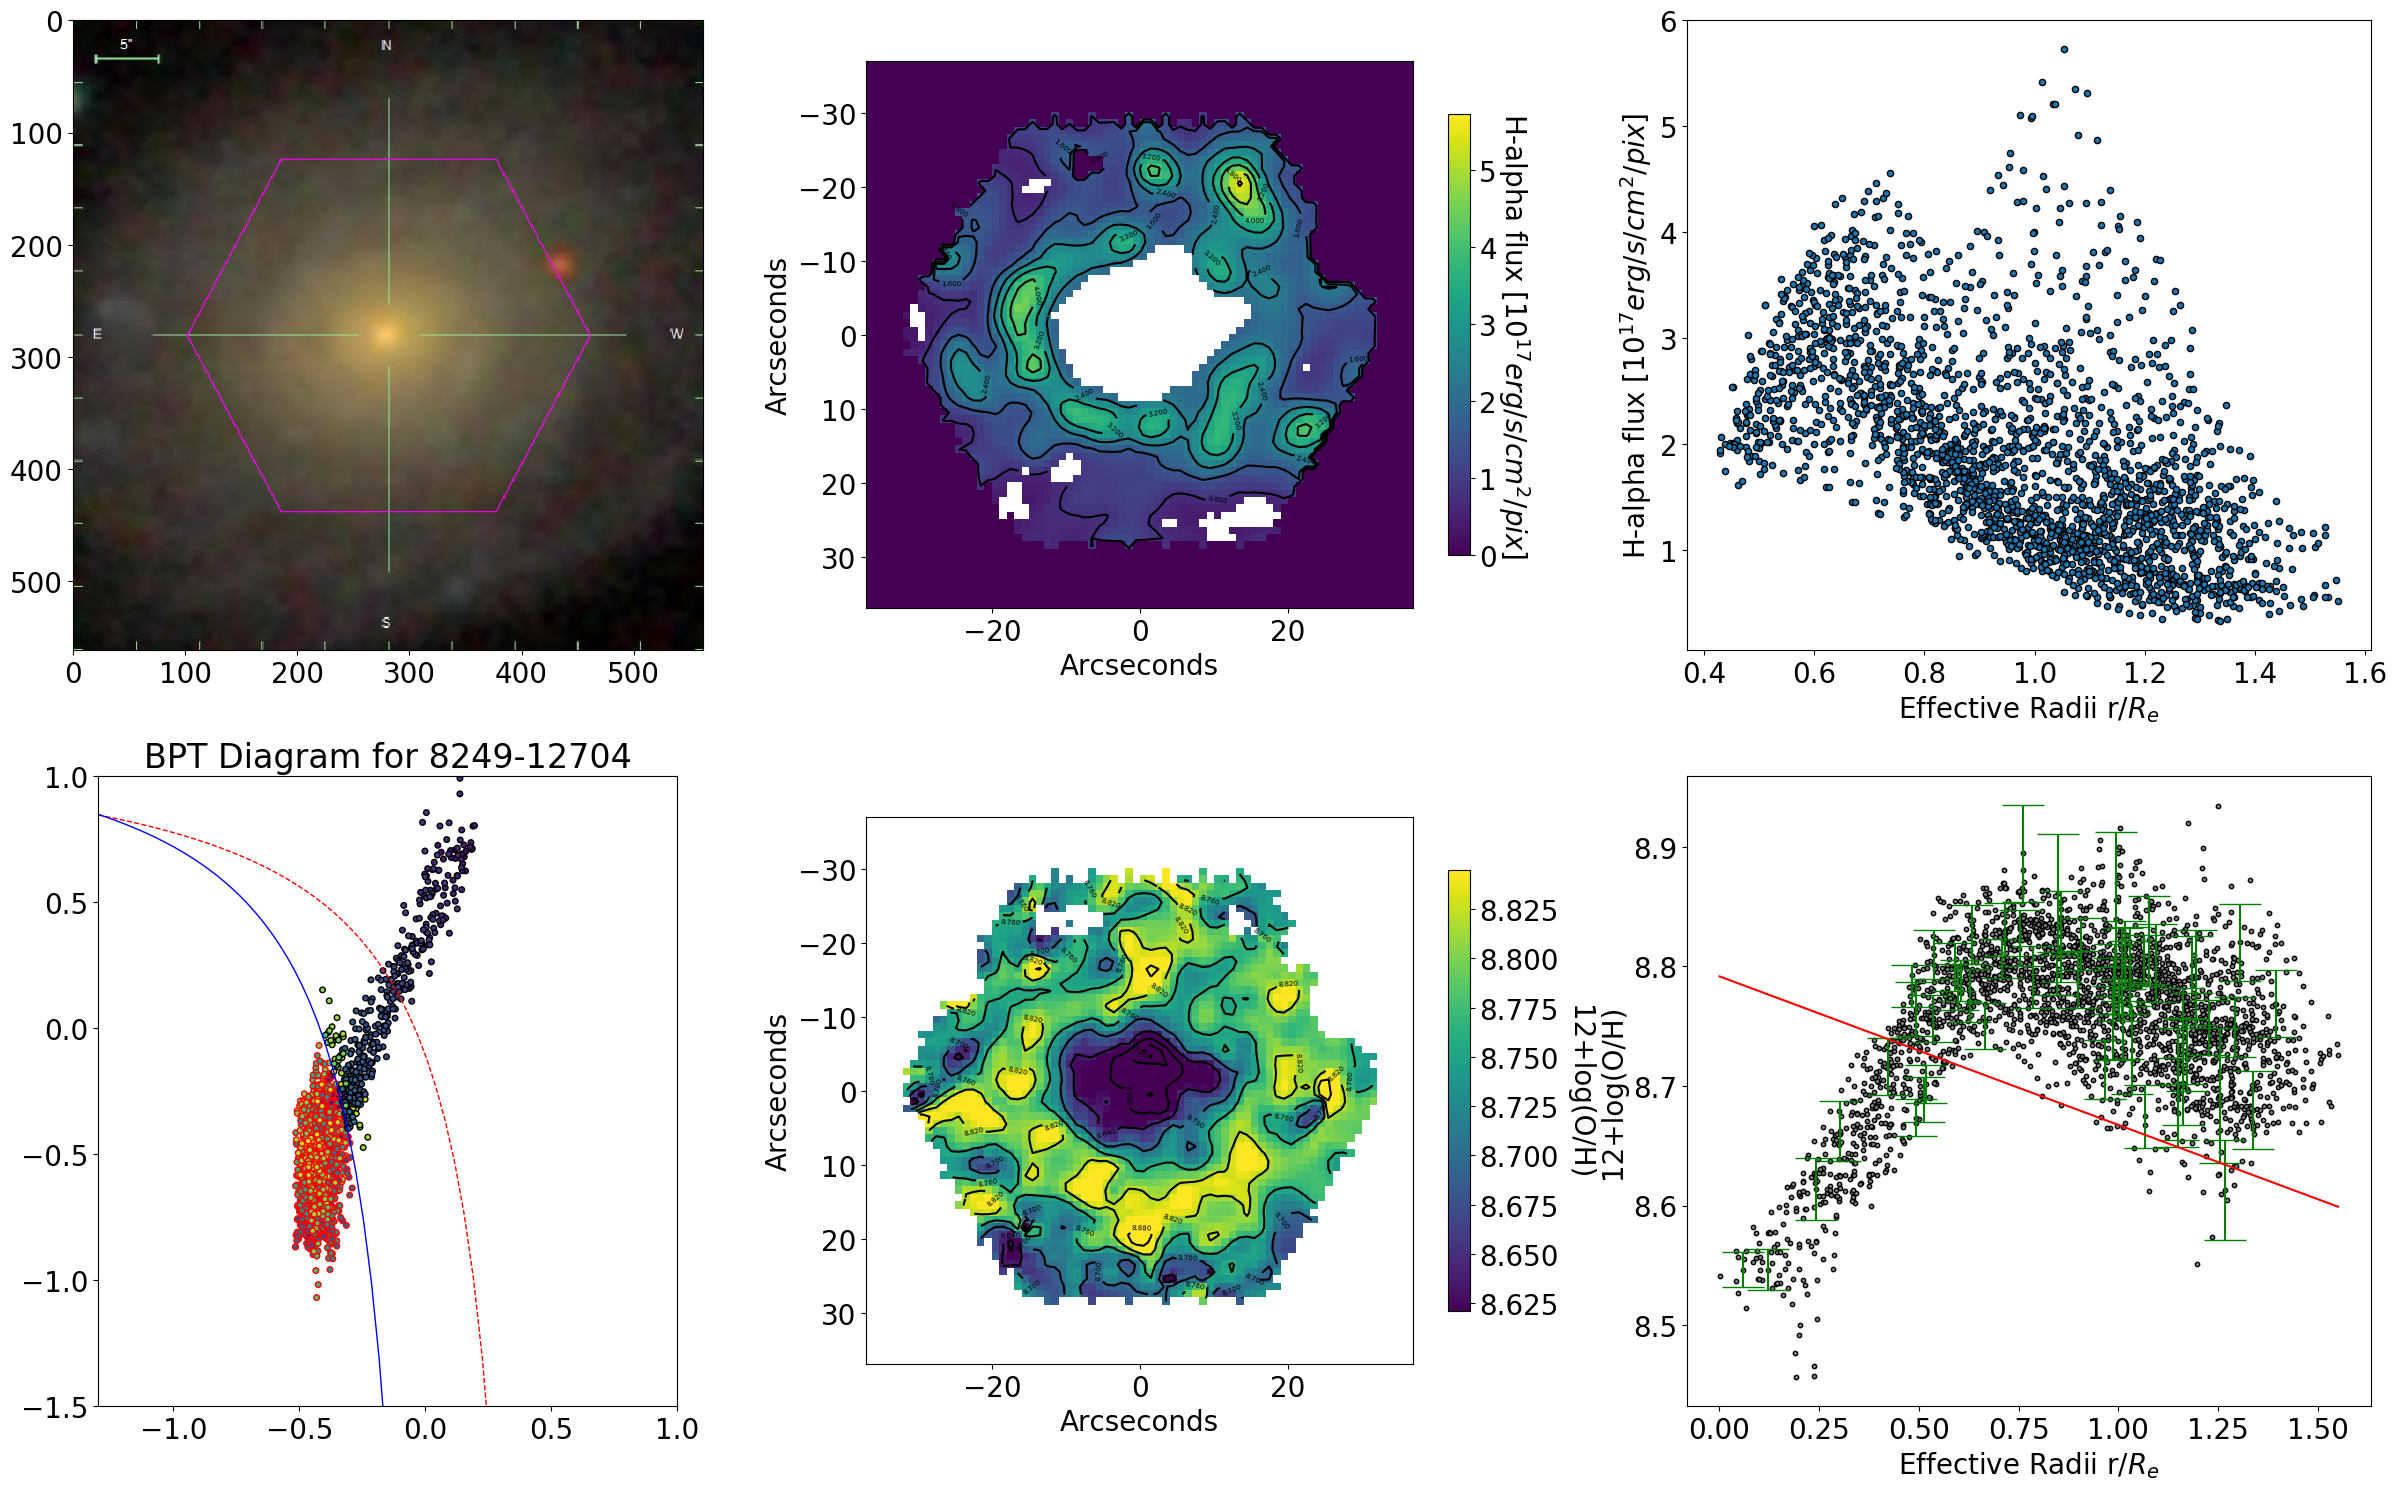 0
100
200
300
400
500
5"
N
E
W
S
0 100 200 300 400 500
−30
−20
−10
0
10
20
30
Arcseconds
−20 0 20
Arcseconds
5
4
3
2
1
0
H-alpha flux [10^17 erg/s/cm^2/pix]
6
5
4
3
2
1
H-alpha flux [10^17 erg/s/cm^2/pix]
0.4 0.6 0.8 1.0 1.2 1.4 1.6
Effective Radii r/R_e
BPT Diagram for 8249-12704
1.0
0.5
0.0
−0.5
−1.0
−1.5
−1.0 −0.5 0.0 0.5 1.0
−30
−20
−10
0
10
20
30
Arcseconds
−20 0 20
Arcseconds
8.825
8.800
8.775
8.750
8.725
8.700
8.675
8.650
8.625
12+log(O/H)
12+log(O/H)
8.9
8.8
8.7
8.6
8.5
0.00 0.25 0.50 0.75 1.00 1.25 1.50
Effective Radii r/R_e